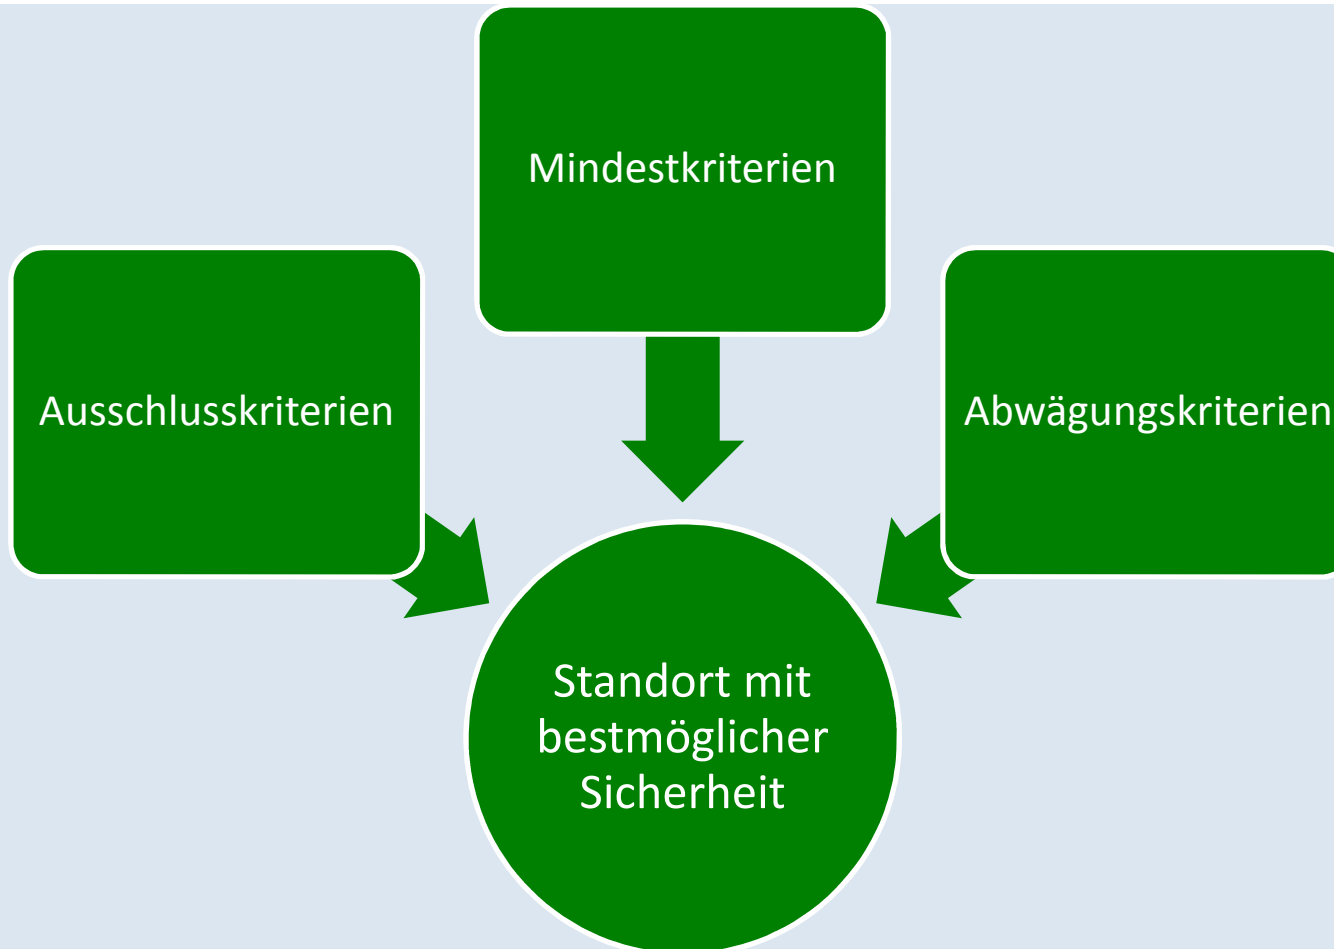 Mindestkriterien
Ausschlusskriterien
Abwägungskriterien
Standort mit
bestmöglicher
Sicherheit